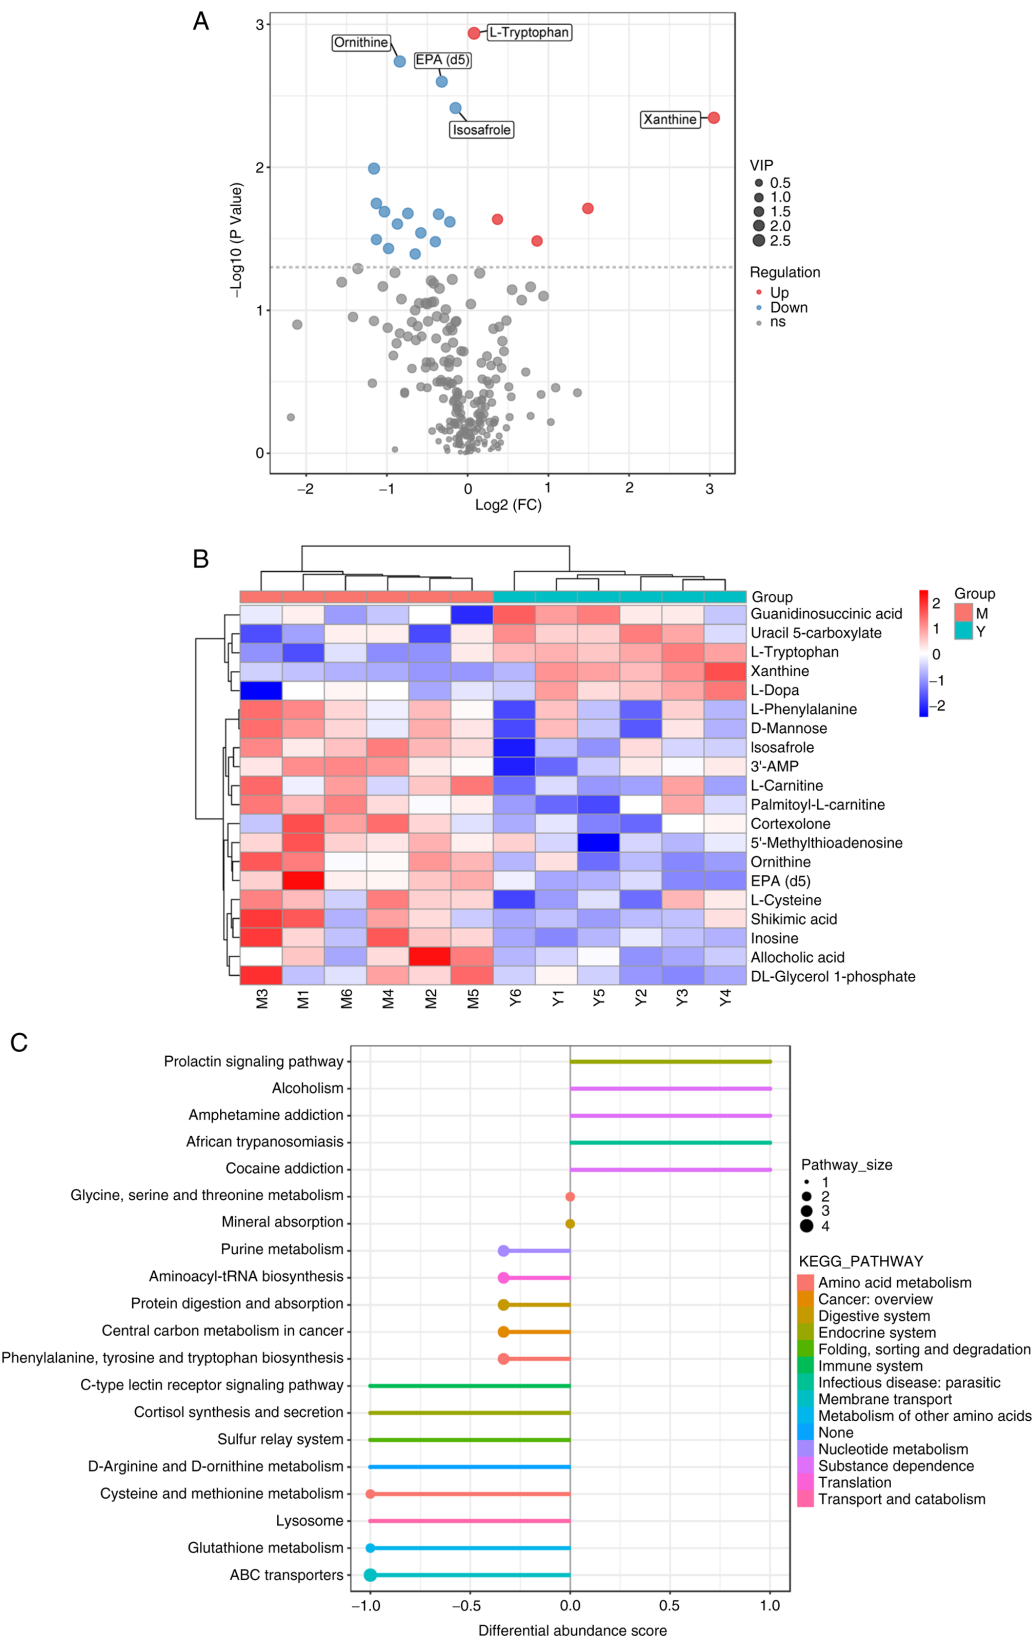 A
3
2
1
0
−Log10 (P Value)
Ornithine
L-Tryptophan
EPA (d5)
Isosafrole
Xanthine
−2
−1
0
1
2
3
Log2 (FC)
VIP
0.5
1.0
1.5
2.0
2.5
Regulation
Up
Down
ns
B
Group
Guanidinosuccinic acid
Uracil 5-carboxylate
L-Tryptophan
Xanthine
L-Dopa
L-Phenylalanine
D-Mannose
Isosafrole
3'-AMP
L-Carnitine
Palmitoyl-L-carnitine
Cortexolone
5'-Methylthioadenosine
Ornithine
EPA (d5)
L-Cysteine
Shikimic acid
Inosine
Allocholic acid
DL-Glycerol 1-phosphate
M3
M1
M6
M4
M2
M5
Y6
Y1
Y5
Y2
Y3
Y4
2
1
0
−1
−2
Group
M
Y
C
Prolactin signaling pathway
Alcoholism
Amphetamine addiction
African trypanosomiasis
Cocaine addiction
Glycine, serine and threonine metabolism
Mineral absorption
Purine metabolism
Aminoacyl-tRNA biosynthesis
Protein digestion and absorption
Central carbon metabolism in cancer
Phenylalanine, tyrosine and tryptophan biosynthesis
C-type lectin receptor signaling pathway
Cortisol synthesis and secretion
Sulfur relay system
D-Arginine and D-ornithine metabolism
Cysteine and methionine metabolism
Lysosome
Glutathione metabolism
ABC transporters
−1.0
−0.5
0.0
0.5
1.0
Differential abundance score
Pathway_size
1
2
3
4
KEGG_PATHWAY
Amino acid metabolism
Cancer: overview
Digestive system
Endocrine system
Folding, sorting and degradation
Immune system
Infectious disease: parasitic
Membrane transport
Metabolism of other amino acids
None
Nucleotide metabolism
Substance dependence
Translation
Transport and catabolism